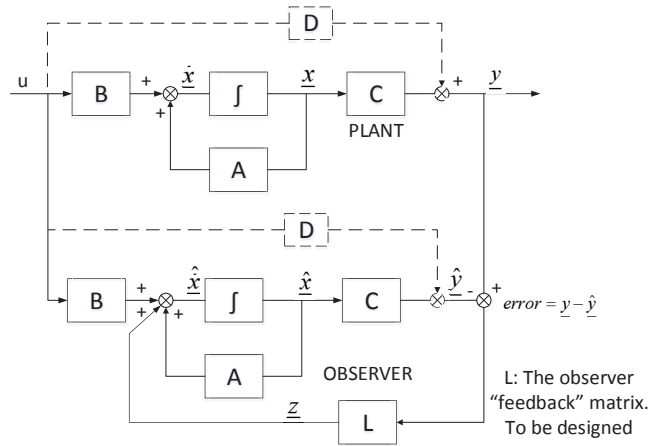 D
u
B
+
+
ẋ
∫
x
C
+
y
PLANT
A
D
B
+
+
+
x̂̇
∫
x̂
C
ŷ
-
+
error = y − ŷ
A
OBSERVER
z
L
L: The observer
“feedback” matrix.
To be designed